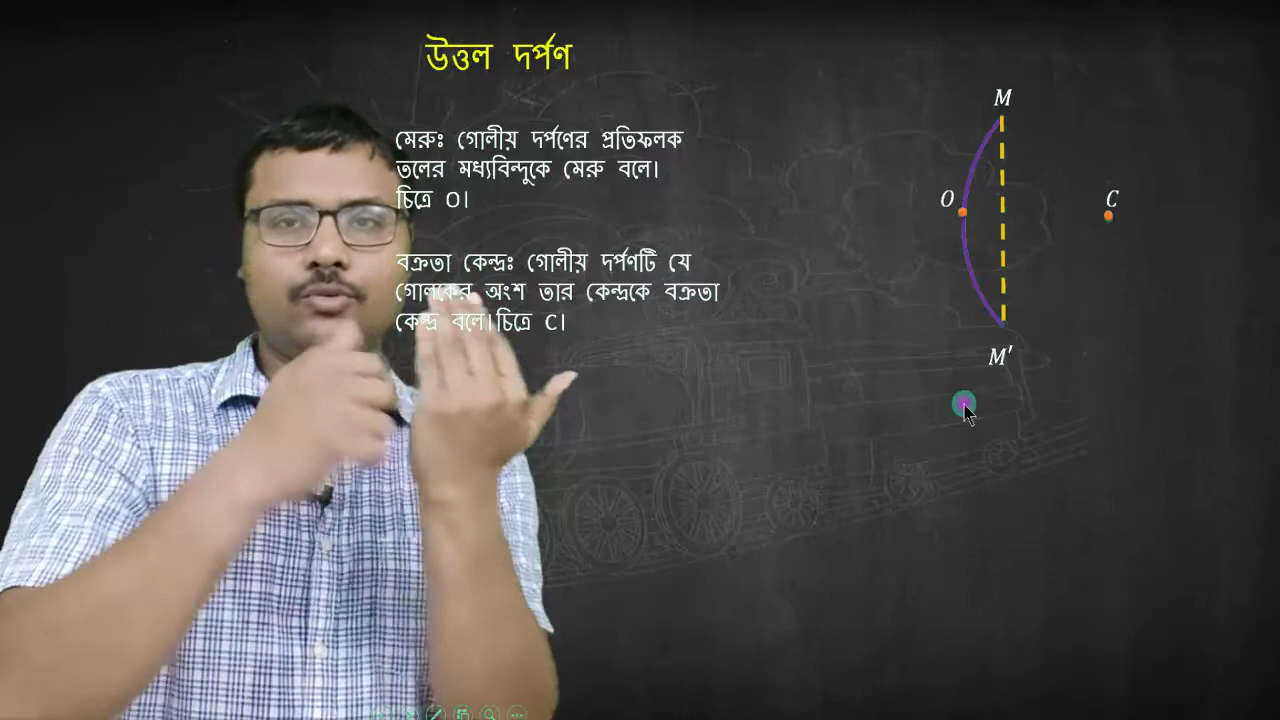 উত্তল দর্পণ
মেরুঃ গোলীয় দর্পণের প্রতিফলক
তলের মধ্যবিন্দুকে মেরু বলে।
চিত্রে O।
বক্রতা কেন্দ্রঃ গোলীয় দর্পণটি যে
গোলকের অংশ তার কেন্দ্রকে বক্রতা
কেন্দ্র বলে।চিত্রে C।
M
O
C
M'